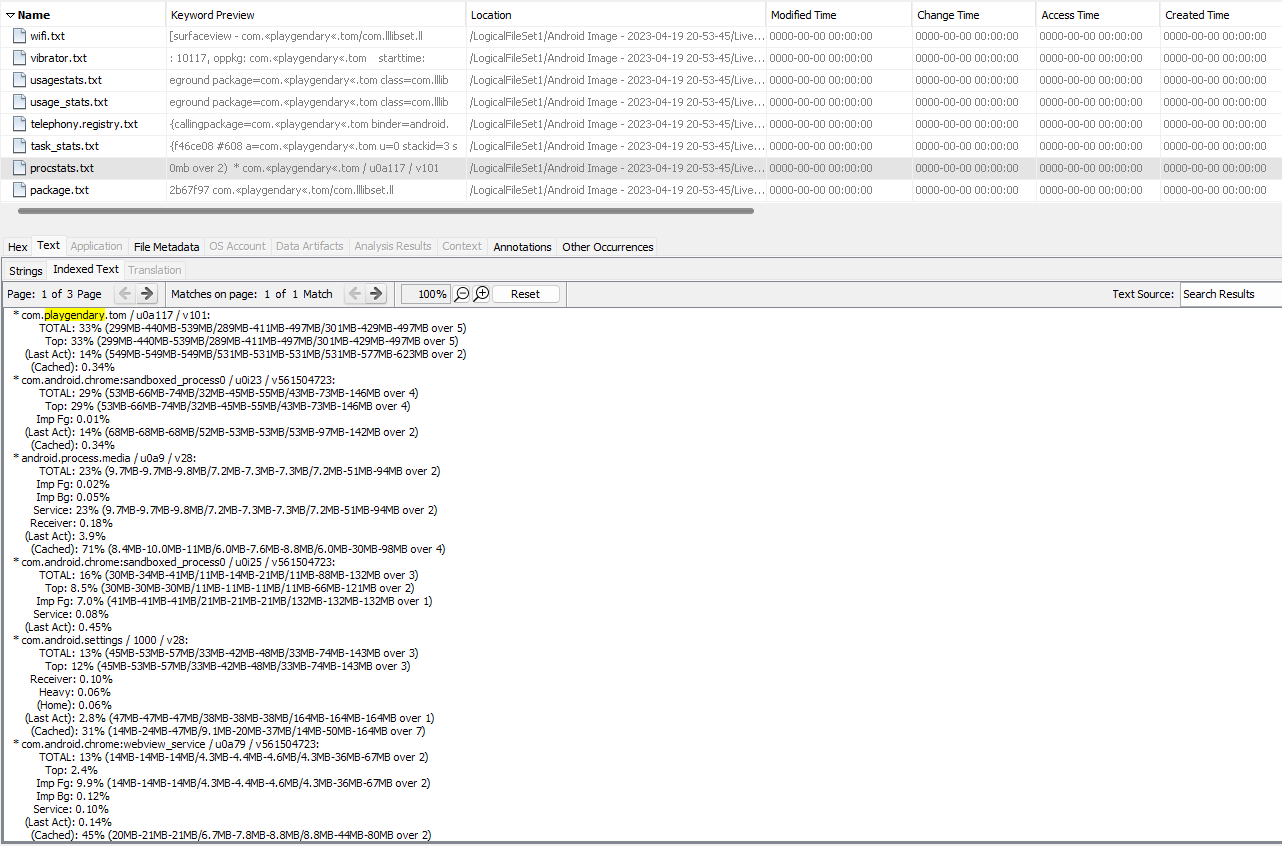 Name Keyword Preview Location Modified Time Change Time Access Time Created Time
wifi.txt [surfaceview - com.«playgendary«.tom/com.lllibset.ll /LogicalFileSet1/Android Image - 2023-04-19 20-53-45/Live... 0000-00-00 00:00:00 0000-00-00 00:00:00 0000-00-00 00:00:00 0000-00-00 00:00:00
vibrator.txt : 10117, oppkg: com.«playgendary«.tom starttime: /LogicalFileSet1/Android Image - 2023-04-19 20-53-45/Live... 0000-00-00 00:00:00 0000-00-00 00:00:00 0000-00-00 00:00:00 0000-00-00 00:00:00
usagestats.txt eground package=com.«playgendary«.tom class=com.lllib /LogicalFileSet1/Android Image - 2023-04-19 20-53-45/Live... 0000-00-00 00:00:00 0000-00-00 00:00:00 0000-00-00 00:00:00 0000-00-00 00:00:00
usage_stats.txt eground package=com.«playgendary«.tom class=com.lllib /LogicalFileSet1/Android Image - 2023-04-19 20-53-45/Live... 0000-00-00 00:00:00 0000-00-00 00:00:00 0000-00-00 00:00:00 0000-00-00 00:00:00
telephony.registry.txt {callingpackage=com.«playgendary«.tom binder=android. /LogicalFileSet1/Android Image - 2023-04-19 20-53-45/Live... 0000-00-00 00:00:00 0000-00-00 00:00:00 0000-00-00 00:00:00 0000-00-00 00:00:00
task_stats.txt {f46ce08 #608 a=com.«playgendary«.tom u=0 stackid=3 s /LogicalFileSet1/Android Image - 2023-04-19 20-53-45/Live... 0000-00-00 00:00:00 0000-00-00 00:00:00 0000-00-00 00:00:00 0000-00-00 00:00:00
procstats.txt 0mb over 2) * com.«playgendary«.tom / u0a117 / v101 /LogicalFileSet1/Android Image - 2023-04-19 20-53-45/Live... 0000-00-00 00:00:00 0000-00-00 00:00:00 0000-00-00 00:00:00 0000-00-00 00:00:00
package.txt 2b67f97 com.«playgendary«.tom/com.lllibset.ll /LogicalFileSet1/Android Image - 2023-04-19 20-53-45/Live... 0000-00-00 00:00:00 0000-00-00 00:00:00 0000-00-00 00:00:00 0000-00-00 00:00:00
Hex Text Application File Metadata OS Account Data Artifacts Analysis Results Context Annotations Other Occurrences
Strings Indexed Text Translation
Page: 1 of 3 Page Matches on page: 1 of 1 Match 100% Reset Text Source: Search Results
* com.playgendary.tom / u0a117 / v101:
TOTAL: 33% (299MB-440MB-539MB/289MB-411MB-497MB/301MB-429MB-497MB over 5)
Top: 33% (299MB-440MB-539MB/289MB-411MB-497MB/301MB-429MB-497MB over 5)
(Last Act): 14% (549MB-549MB-549MB/531MB-531MB-531MB/531MB-577MB-623MB over 2)
(Cached): 0.34%
* com.android.chrome:sandboxed_process0 / u0i23 / v561504723:
TOTAL: 29% (53MB-66MB-74MB/32MB-45MB-55MB/43MB-73MB-146MB over 4)
Top: 29% (53MB-66MB-74MB/32MB-45MB-55MB/43MB-73MB-146MB over 4)
Imp Fg: 0.01%
(Last Act): 14% (68MB-68MB-68MB/52MB-53MB-53MB/53MB-97MB-142MB over 2)
(Cached): 0.34%
* android.process.media / u0a9 / v28:
TOTAL: 23% (9.7MB-9.7MB-9.8MB/7.2MB-7.3MB-7.3MB/7.2MB-51MB-94MB over 2)
Imp Fg: 0.02%
Imp Bg: 0.05%
Service: 23% (9.7MB-9.7MB-9.8MB/7.2MB-7.3MB-7.3MB/7.2MB-51MB-94MB over 2)
Receiver: 0.18%
(Last Act): 3.9%
(Cached): 71% (8.4MB-10.0MB-11MB/6.0MB-7.6MB-8.8MB/6.0MB-30MB-98MB over 4)
* com.android.chrome:sandboxed_process0 / u0i25 / v561504723:
TOTAL: 16% (30MB-34MB-41MB/11MB-14MB-21MB/11MB-88MB-132MB over 3)
Top: 8.5% (30MB-30MB-30MB/11MB-11MB-11MB/11MB-66MB-121MB over 2)
Imp Fg: 7.0% (41MB-41MB-41MB/21MB-21MB-21MB/132MB-132MB-132MB over 1)
Service: 0.08%
(Last Act): 0.45%
* com.android.settings / 1000 / v28:
TOTAL: 13% (45MB-53MB-57MB/33MB-42MB-48MB/33MB-74MB-143MB over 3)
Top: 12% (45MB-53MB-57MB/33MB-42MB-48MB/33MB-74MB-143MB over 3)
Receiver: 0.10%
Heavy: 0.06%
(Home): 0.06%
(Last Act): 2.8% (47MB-47MB-47MB/38MB-38MB-38MB/164MB-164MB-164MB over 1)
(Cached): 31% (14MB-24MB-47MB/9.1MB-20MB-37MB/14MB-50MB-164MB over 7)
* com.android.chrome:webview_service / u0a79 / v561504723:
TOTAL: 13% (14MB-14MB-14MB/4.3MB-4.4MB-4.6MB/4.3MB-36MB-67MB over 2)
Top: 2.4%
Imp Fg: 9.9% (14MB-14MB-14MB/4.3MB-4.4MB-4.6MB/4.3MB-36MB-67MB over 2)
Imp Bg: 0.12%
Service: 0.10%
(Last Act): 0.14%
(Cached): 45% (20MB-21MB-21MB/6.7MB-7.8MB-8.8MB/8.8MB-44MB-80MB over 2)